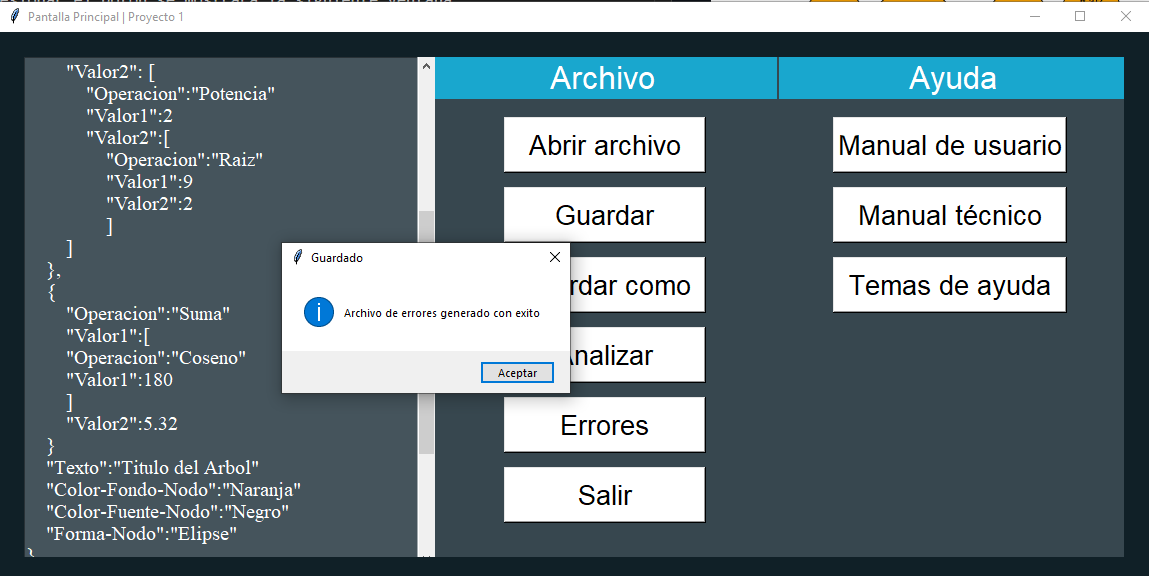 Pantalla Principal | Proyecto 1
"Valor2": [
"Operacion":"Potencia"
"Valor1":2
"Valor2":[
"Operacion":"Raiz"
"Valor1":9
"Valor2":2
]
]
},
{
"Operacion":"Suma"
"Valor1":[
"Operacion":"Coseno"
"Valor1":180
]
"Valor2":5.32
}
"Texto":"Titulo del Arbol"
"Color-Fondo-Nodo":"Naranja"
"Color-Fuente-Nodo":"Negro"
"Forma-Nodo":"Elipse"
}
Guardado
Archivo de errores generado con exito
Aceptar
Archivo
Abrir archivo
Guardar
rdar como
Analizar
Errores
Salir
Ayuda
Manual de usuario
Manual técnico
Temas de ayuda